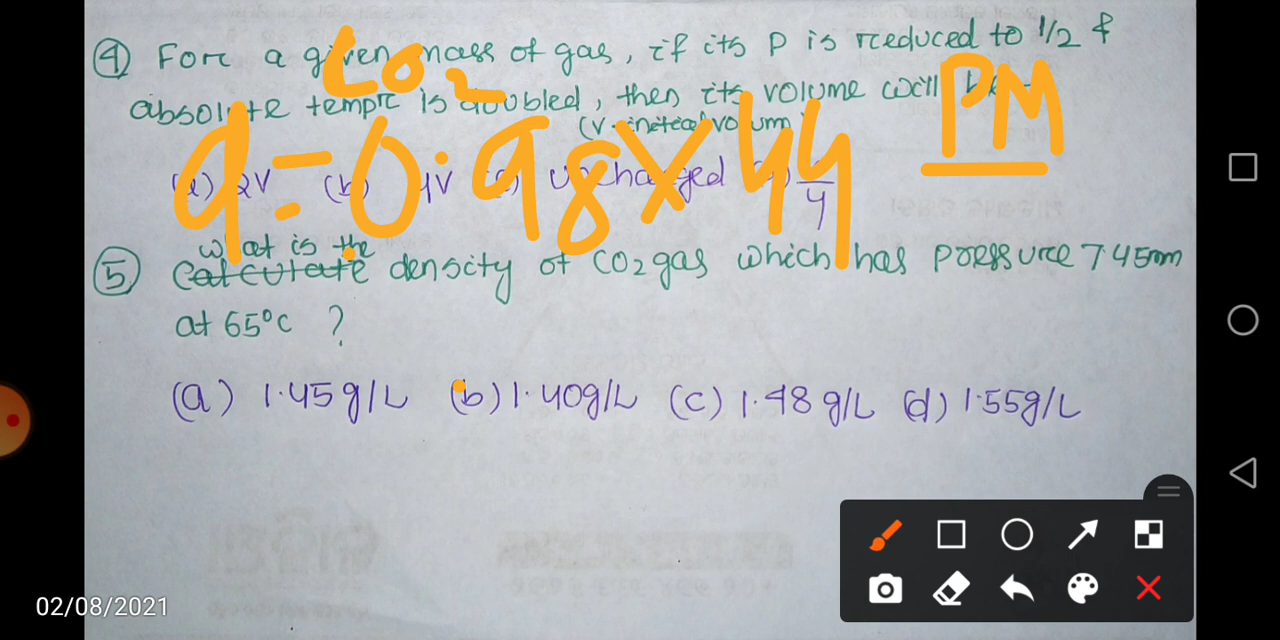 ④ For a given mass of gas, if its P is reduced to 1/2 &
absolute tempr is doubled, then its volume will be
(V-initial volum)
(a) 2V (b) 4V (c) unchanged V/4
What is the
⑤ Calculate density of CO2 gas which has pressure 745mm
at 65°C ?
(a) 1.45g/L (b) 1.40g/L (c) 1.48 g/L (d) 1.55g/L
CO2
d = 0.98 x 44
PM
02/08/2021